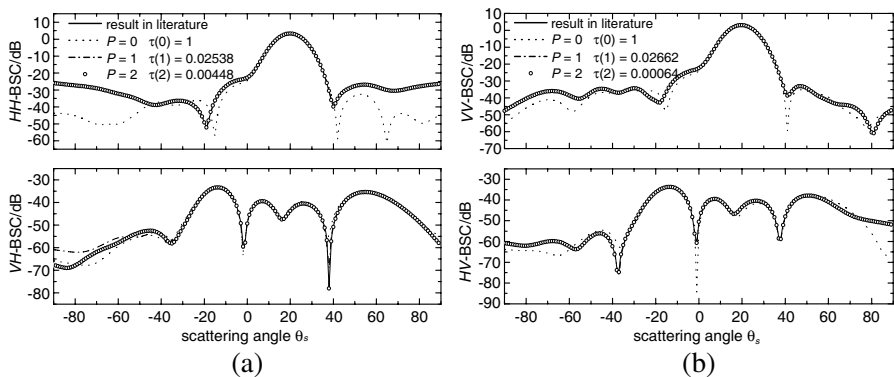 HH-BSC/dB
10
0
-10
-20
-30
-40
-50
-60
result in literature
P = 0 τ(0) = 1
P = 1 τ(1) = 0.02538
P = 2 τ(2) = 0.00448
VH-BSC/dB
-30
-40
-50
-60
-70
-80
-80 -60 -40 -20 0 20 40 60 80
scattering angle θs
(a)
VV-BSC/dB
10
0
-10
-20
-30
-40
-50
-60
-70
result in literature
P = 0 τ(0) = 1
P = 1 τ(1) = 0.02662
P = 2 τ(2) = 0.00064
HV-BSC/dB
-30
-40
-50
-60
-70
-80
-90
-80 -60 -40 -20 0 20 40 60 80
scattering angle θs
(b)